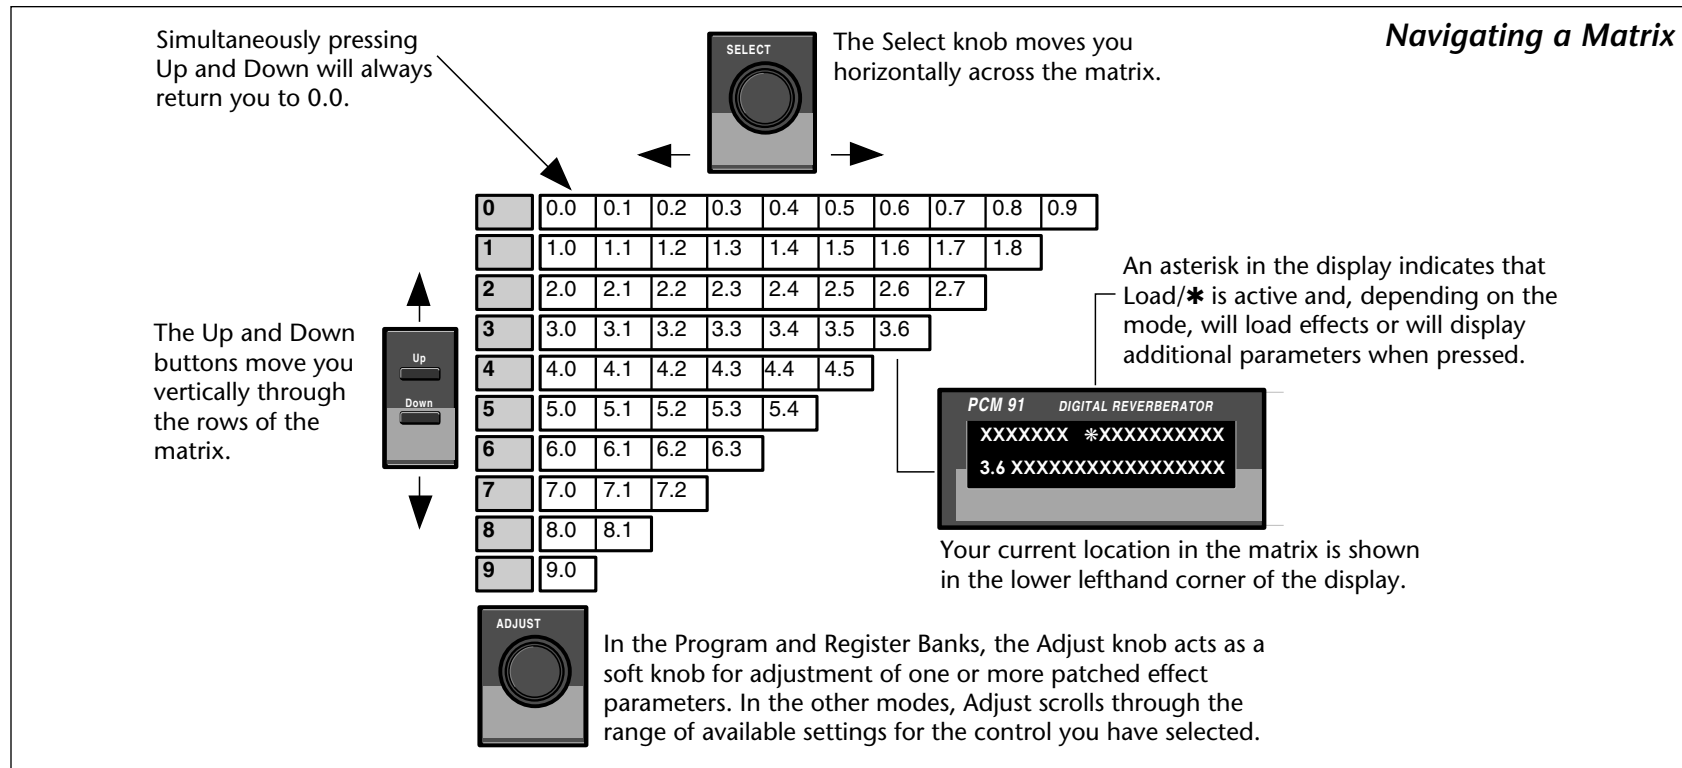 Navigating a Matrix
Simultaneously pressing
Up and Down will always
return you to 0.0.
SELECT
The Select knob moves you
horizontally across the matrix.
0 0.0 0.1 0.2 0.3 0.4 0.5 0.6 0.7 0.8 0.9
1 1.0 1.1 1.2 1.3 1.4 1.5 1.6 1.7 1.8
2 2.0 2.1 2.2 2.3 2.4 2.5 2.6 2.7
3 3.0 3.1 3.2 3.3 3.4 3.5 3.6
4 4.0 4.1 4.2 4.3 4.4 4.5
5 5.0 5.1 5.2 5.3 5.4
6 6.0 6.1 6.2 6.3
7 7.0 7.1 7.2
8 8.0 8.1
9 9.0
The Up and Down
buttons move you
vertically through
the rows of the
matrix.
Up
Down
An asterisk in the display indicates that
Load/✱ is active and, depending on the
mode, will load effects or will display
additional parameters when pressed.
PCM 91 DIGITAL REVERBERATOR
XXXXXXX ✻XXXXXXXXXX
3.6 XXXXXXXXXXXXXXXXX
Your current location in the matrix is shown
in the lower lefthand corner of the display.
ADJUST
In the Program and Register Banks, the Adjust knob acts as a
soft knob for adjustment of one or more patched effect
parameters. In the other modes, Adjust scrolls through the
range of available settings for the control you have selected.